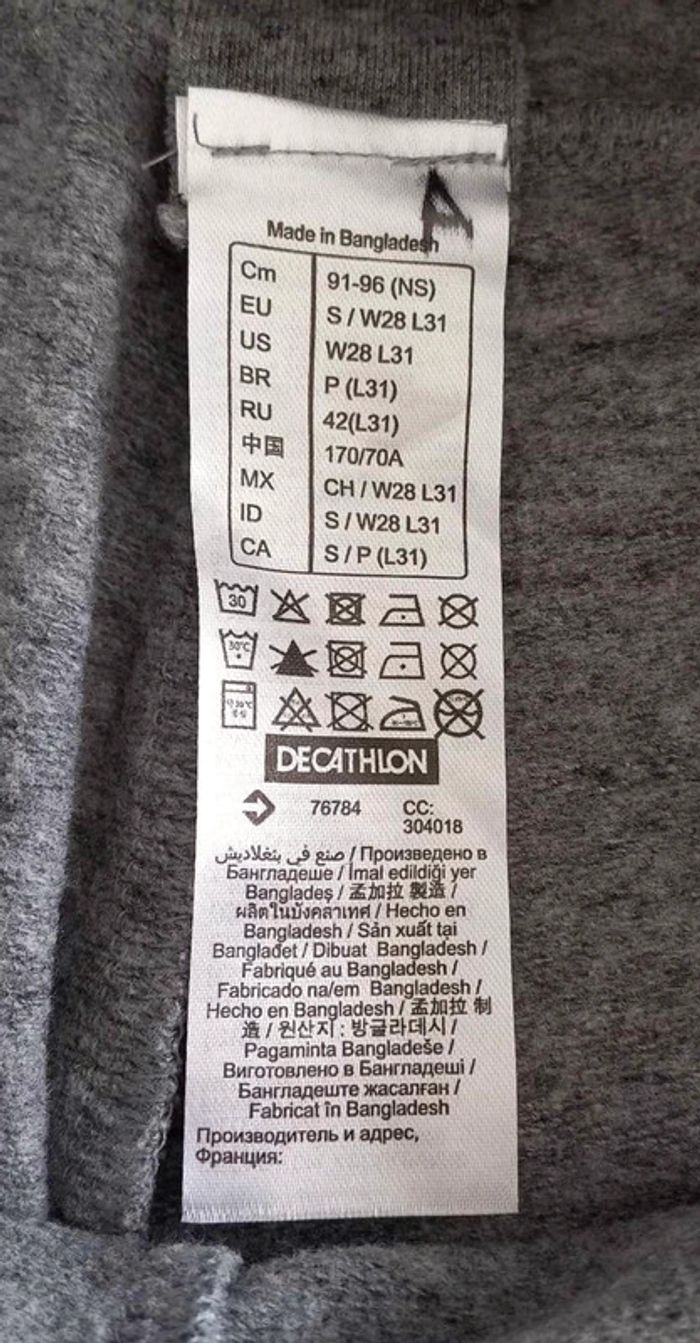 A
Made in Bangladesh
Cm 91-96 (NS)
EU S / W28 L31
US W28 L31
BR P (L31)
RU 42(L31)
中国 170/70A
MX CH / W28 L31
ID S / W28 L31
CA S / P (L31)
30
30°C
DECATHLON
76784 CC:
304018
صنع في بنغلاديش / Произведено в
Бангладеше / İmal edildiği yer
Bangladeş / 孟加拉 製造 /
ผลิตในบังคลาเทศ / Hecho en
Bangladesh / Sản xuất tại
Banglađet / Dibuat Bangladesh /
Fabriqué au Bangladesh /
Fabricado na/em Bangladesh /
Hecho en Bangladesh / 孟加拉 制
造 / 원산지 : 방글라데시 /
Pagaminta Bangladeše /
Виготовлено в Бангладеші /
Бангладеште жасалған /
Fabricat în Bangladesh
Производитель и адрес,
Франция: